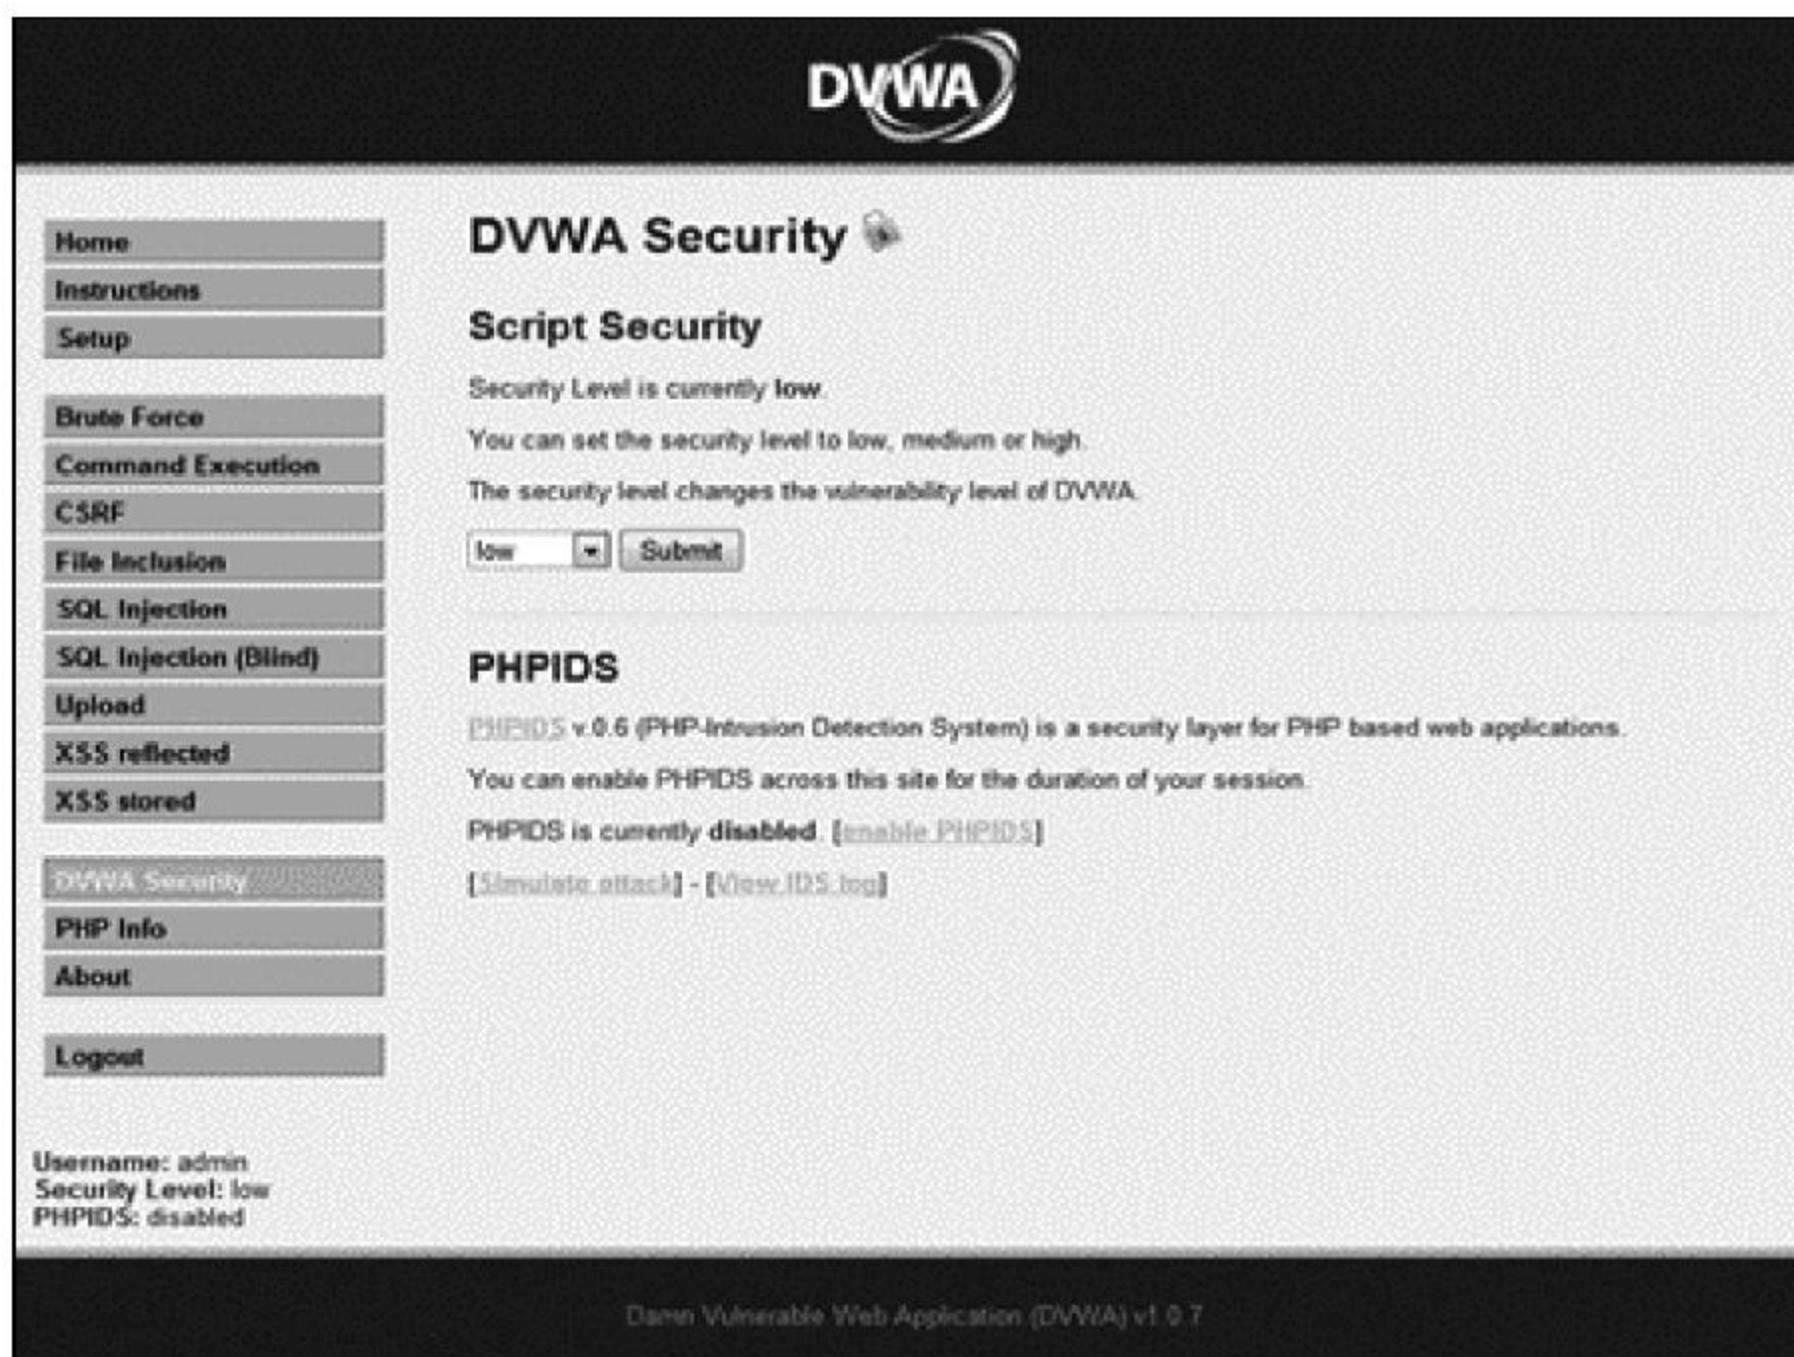 DVWA
Home
Instructions
Setup
Brute Force
Command Execution
CSRF
File Inclusion
SQL Injection
SQL Injection (Blind)
Upload
XSS reflected
XSS stored
DVWA Security
PHP Info
About
Logout
Username: admin
Security Level: low
PHPIDS: disabled
DVWA Security
Script Security
Security Level is currently low.
You can set the security level to low, medium or high.
The security level changes the vulnerability level of DVWA.
low Submit
PHPIDS
PHPIDS v.0.6 (PHP-Intrusion Detection System) is a security layer for PHP based web applications.
You can enable PHPIDS across this site for the duration of your session.
PHPIDS is currently disabled. [enable PHPIDS]
[Simulate attack] - [View IDS log]
Damn Vulnerable Web Application (DVWA) v1.0.7